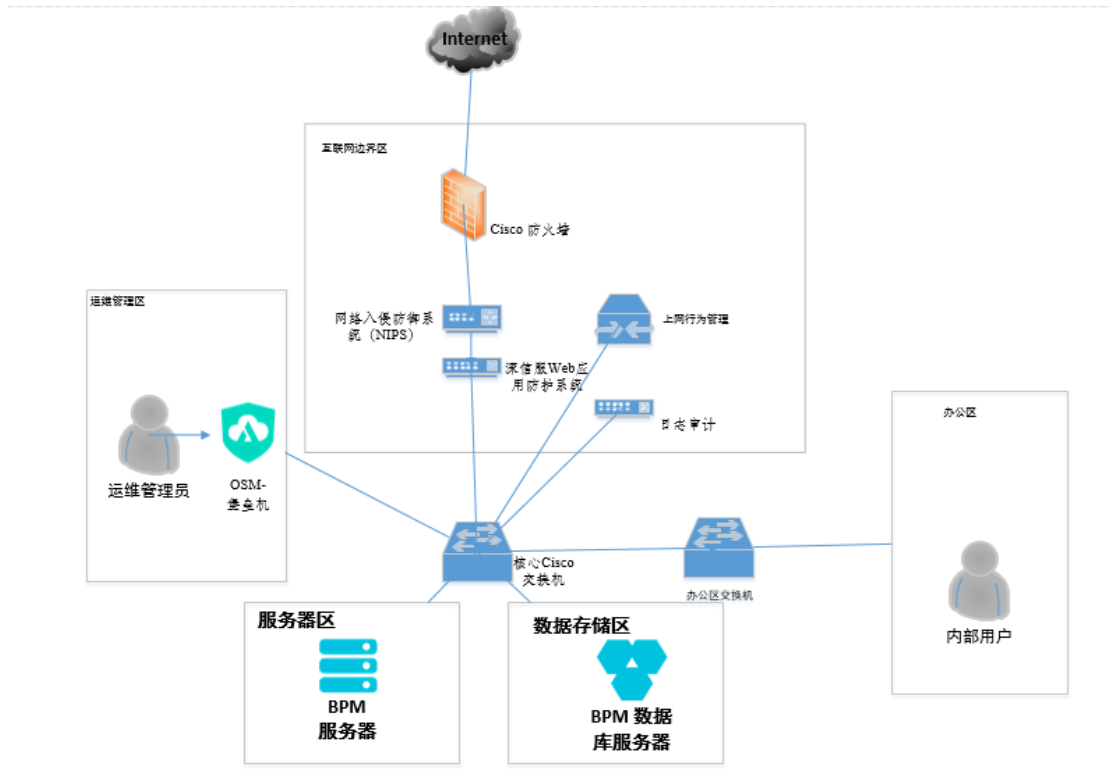 Internet
互联网边界区
Cisco 防火墙
运维管理区
网络入侵防御系
统（NIPS）
上网行为管理
深信服Web应
用防护系统
日志审计
办公区
运维管理员
OSM-
堡垒机
核心Cisco
交换机
办公区交换机
内部用户
服务器区
BPM
服务器
数据存储区
BPM 数据
库服务器